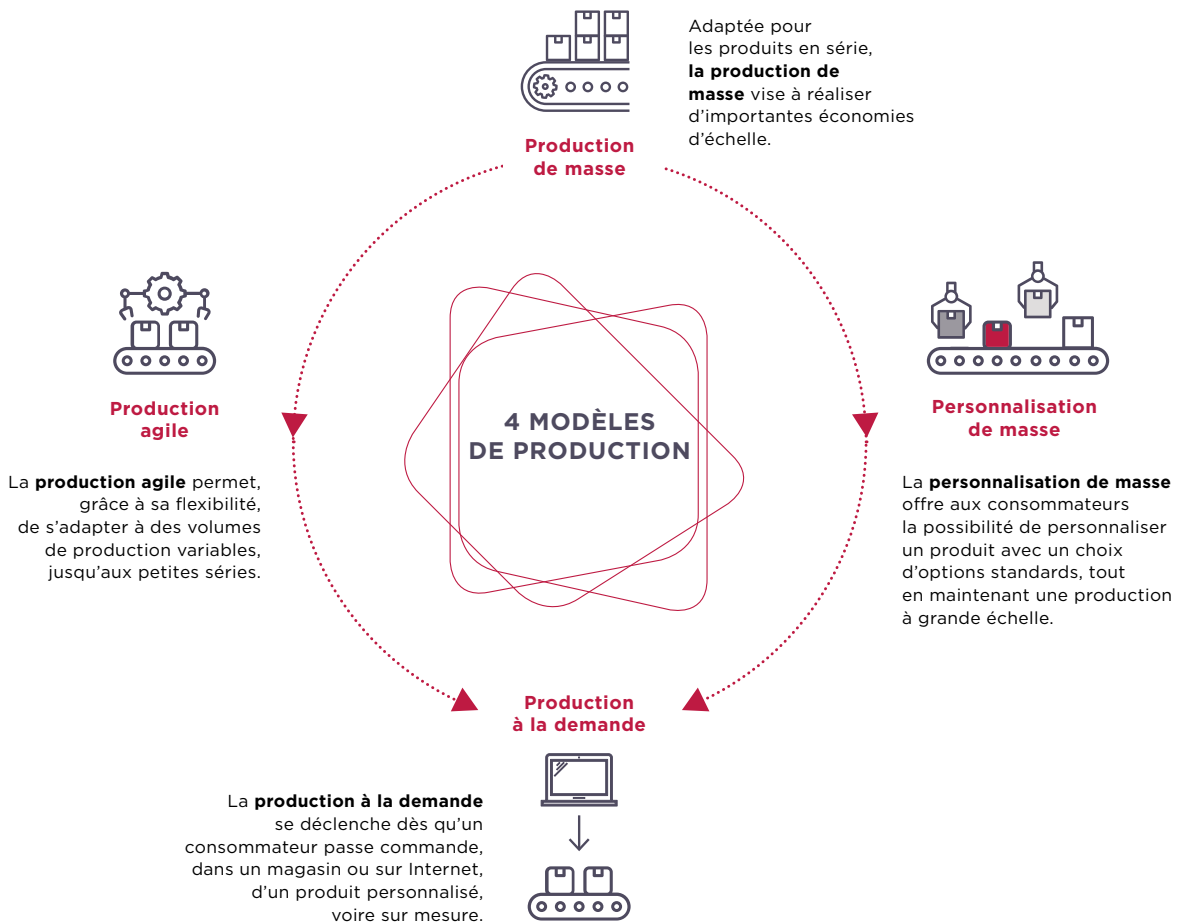 Adaptée pour
les produits en série,
la production de
masse vise à réaliser
d’importantes économies
d’échelle.
Production
de masse
Production
agile
La production agile permet,
grâce à sa flexibilité,
de s’adapter à des volumes
de production variables,
jusqu’aux petites séries.
4 MODÈLES
DE PRODUCTION
Personnalisation
de masse
La personnalisation de masse
offre aux consommateurs
la possibilité de personnaliser
un produit avec un choix
d’options standards, tout
en maintenant une production
à grande échelle.
Production
à la demande
La production à la demande
se déclenche dès qu’un
consommateur passe commande,
dans un magasin ou sur Internet,
d’un produit personnalisé,
voire sur mesure.